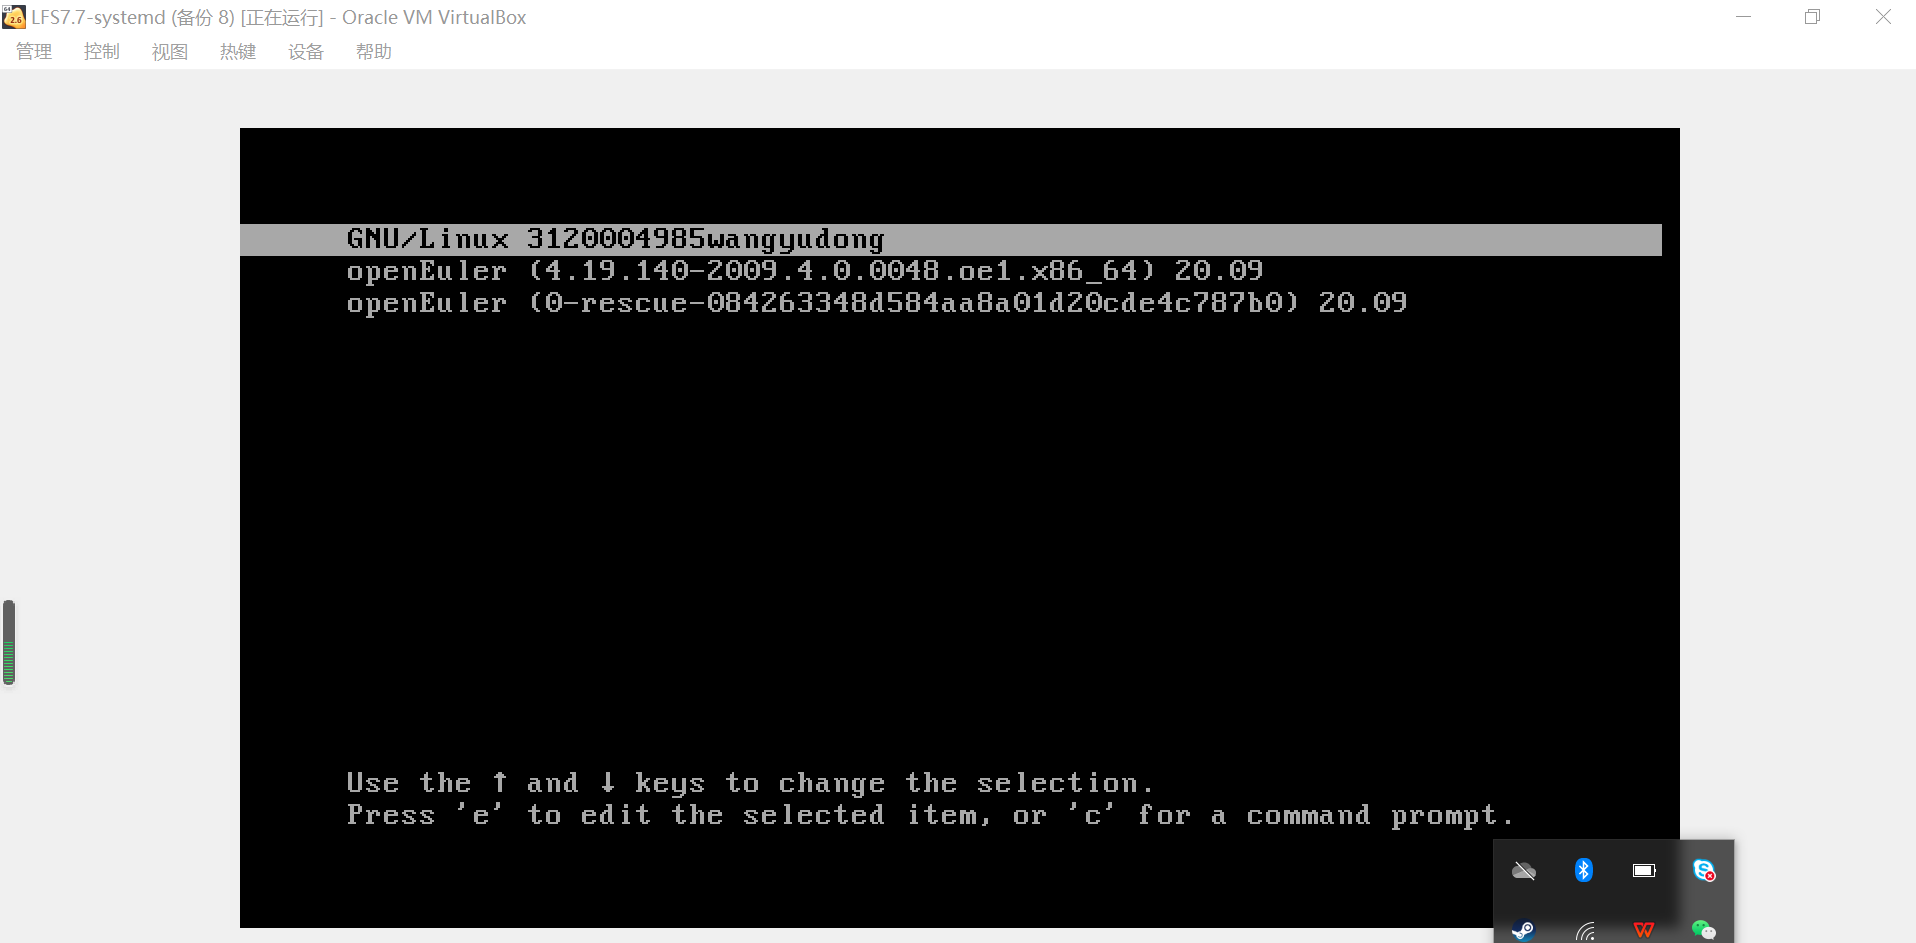 LFS7.7-systemd (备份 8) [正在运行] - Oracle VM VirtualBox
管理 控制 视图 热键 设备 帮助
GNU/Linux 3120004985wangyudong
openEuler (4.19.140-2009.4.0.0048.oe1.x86_64) 20.09
openEuler (0-rescue-084263348d584aa8a01d20cde4c787b0) 20.09
Use the ↑ and ↓ keys to change the selection.
Press 'e' to edit the selected item, or 'c' for a command prompt.